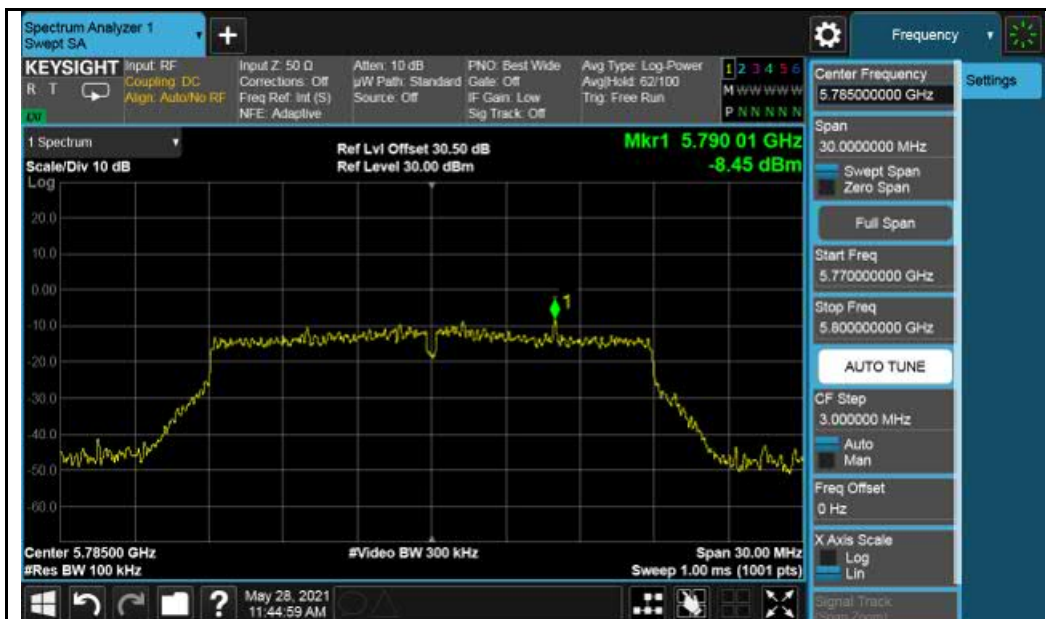 Spectrum Analyzer 1
Swept SA
+
Frequency
KEYSIGHT
R T
Input: RF
Coupling: DC
Align: Auto/No RF
Input Z: 50 Ω
Corrections: Off
Freq Ref: Int (S)
NFE: Adaptive
Atten: 10 dB
µW Path: Standard
Source: Off
PNO: Best Wide
Gate: Off
IF Gain: Low
Sig Track: Off
Avg Type: Log-Power
Avg|Hold: 62/100
Trig: Free Run
1 2 3 4 5 6
M W W W W W
P N N N N N
1 Spectrum
Scale/Div 10 dB
Ref Lvl Offset 30.50 dB
Ref Level 30.00 dBm
Mkr1 5.790 01 GHz
-8.45 dBm
Log
20.0
10.0
0.00
-10.0
-20.0
-30.0
-40.0
-50.0
-60.0
1
Center 5.78500 GHz
#Res BW 100 kHz
#Video BW 300 kHz
Span 30.00 MHz
Sweep 1.00 ms (1001 pts)
May 28, 2021
11:44:59 AM
?
Center Frequency
5.785000000 GHz
Settings
Span
30.0000000 MHz
Swept Span
Zero Span
Full Span
Start Freq
5.770000000 GHz
Stop Freq
5.800000000 GHz
AUTO TUNE
CF Step
3.000000 MHz
Auto
Man
Freq Offset
0 Hz
X Axis Scale
Log
Lin
Signal Track
(Span Zoom)